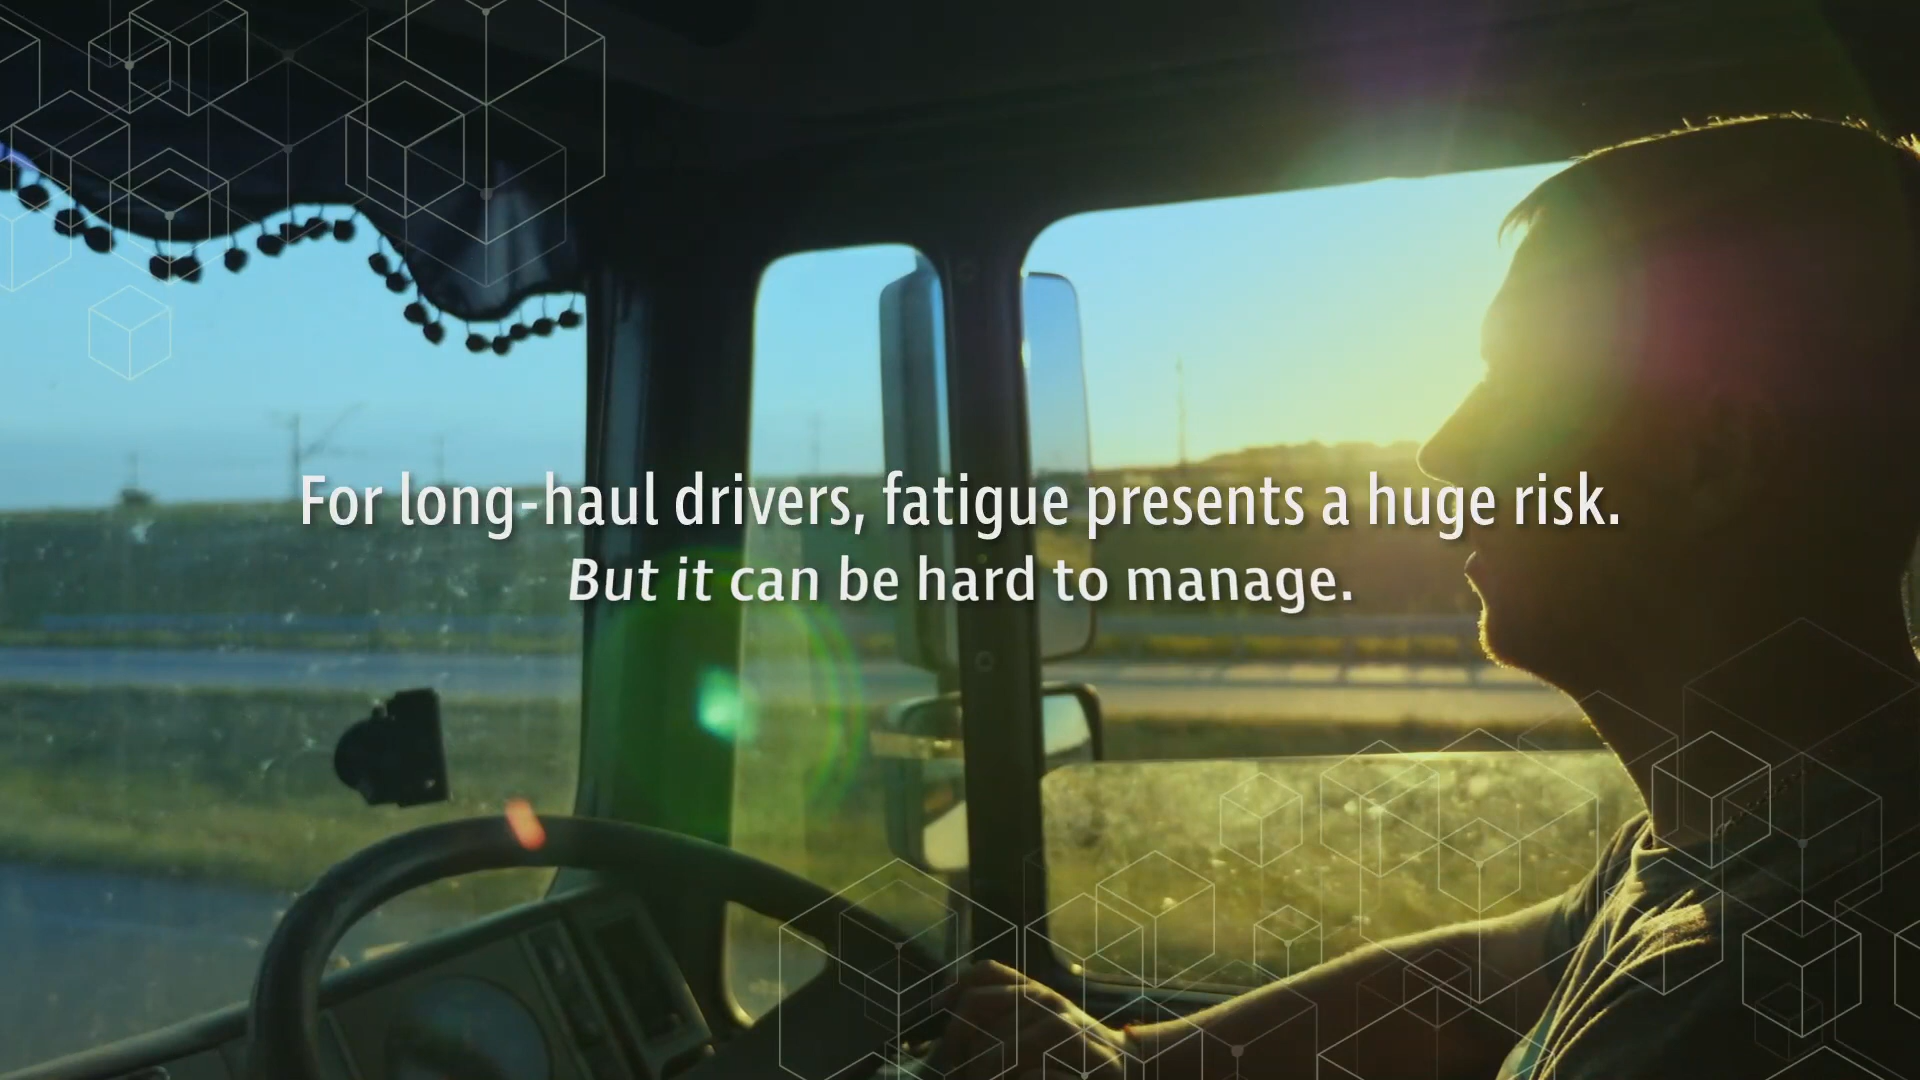 For long-haul drivers, fatigue presents a huge risk.
But it can be hard to manage.